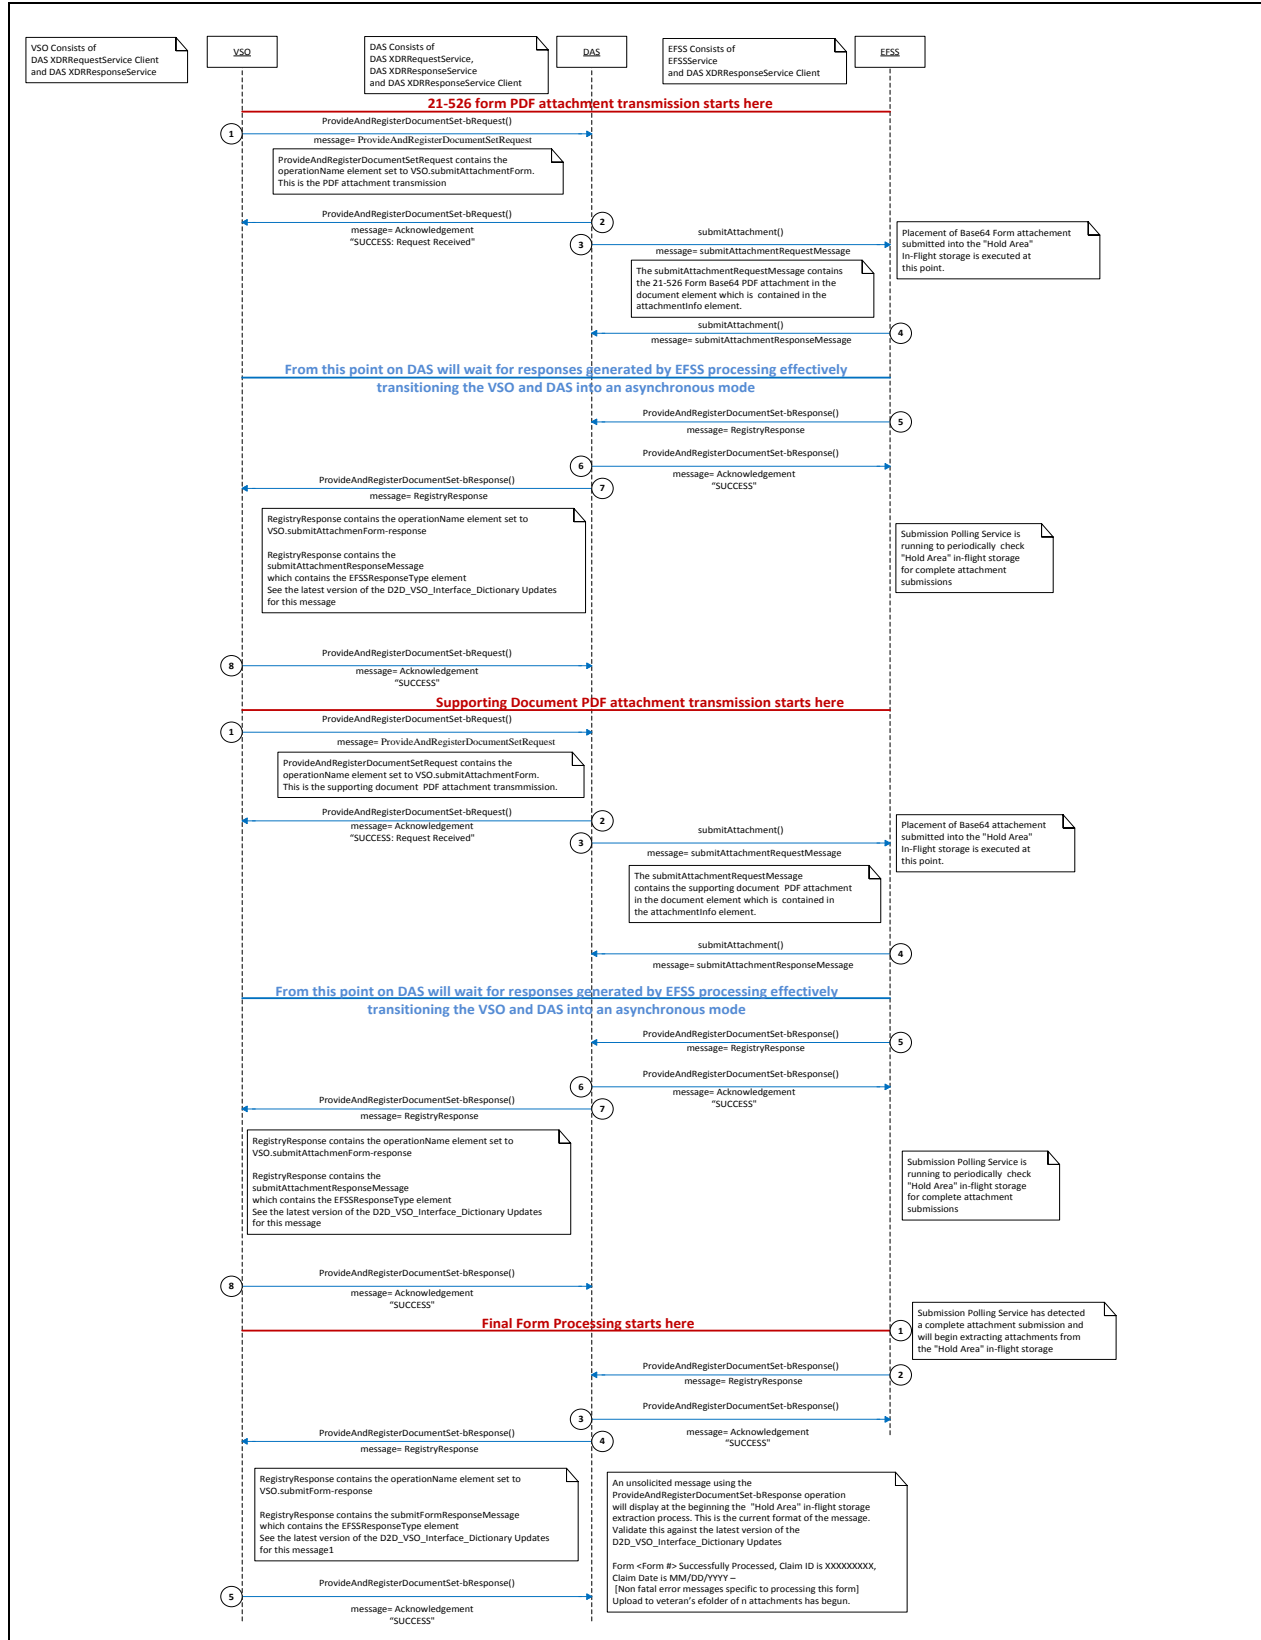 VSO Consists of
DAS XDRRequestService Client
and DAS XDRResponseService
VSO
DAS Consists of
DAS XDRRequestService,
DAS XDRResponseService
and DAS XDRResponseService Client
DAS
EFSS Consists of
EFSSService
and DAS XDRResponseService Client
EFSS
21-526 form PDF attachment transmission starts here
ProvideAndRegisterDocumentSet-bRequest()
1
message= ProvideAndRegisterDocumentSetRequest
ProvideAndRegisterDocumentSetRequest contains the
operationName element set to VSO.submitAttachmentForm.
This is the PDF attachment transmission
ProvideAndRegisterDocumentSet-bRequest()
2
message= Acknowledgement
"SUCCESS: Request Received"
3
submitAttachment()
message= submitAttachmentRequestMessage
Placement of Base64 Form attachement
submitted into the "Hold Area"
In-Flight storage is executed at
this point.
The submitAttachmentRequestMessage contains
the 21-526 Form Base64 PDF attachment in the
document element which is  contained in the
attachmentInfo element.
submitAttachment()
4
message= submitAttachmentResponseMessage
From this point on DAS will wait for responses generated by EFSS processing effectively
transitioning the VSO and DAS into an asynchronous mode
ProvideAndRegisterDocumentSet-bResponse()
5
message= RegistryResponse
ProvideAndRegisterDocumentSet-bResponse()
6
message= Acknowledgement
"SUCCESS"
ProvideAndRegisterDocumentSet-bResponse()
7
message= RegistryResponse
RegistryResponse contains the operationName element set to
VSO.submitAttachmenForm-response
RegistryResponse contains the
submitAttachmentResponseMessage
which contains the EFSSResponseType element
See the latest version of the D2D_VSO_Interface_Dictionary Updates
for this message
Submission Polling Service is
running to periodically  check
"Hold Area" in-flight storage
for complete attachment
submissions
ProvideAndRegisterDocumentSet-bRequest()
8
message= Acknowledgement
"SUCCESS"
Supporting Document PDF attachment transmission starts here
ProvideAndRegisterDocumentSet-bRequest()
1
message= ProvideAndRegisterDocumentSetRequest
ProvideAndRegisterDocumentSetRequest contains the
operationName element set to VSO.submitAttachmentForm.
This is the supporting document  PDF attachment transmmission.
ProvideAndRegisterDocumentSet-bRequest()
2
message= Acknowledgement
"SUCCESS: Request Received"
3
submitAttachment()
message= submitAttachmentRequestMessage
Placement of Base64 attachement
submitted into the "Hold Area"
In-Flight storage is executed at
this point.
The submitAttachmentRequestMessage
contains the supporting document  PDF attachment
in the document element which is  contained in
the attachmentInfo element.
submitAttachment()
4
message= submitAttachmentResponseMessage
From this point on DAS will wait for responses generated by EFSS processing effectively
transitioning the VSO and DAS into an asynchronous mode
ProvideAndRegisterDocumentSet-bResponse()
5
message= RegistryResponse
ProvideAndRegisterDocumentSet-bResponse()
6
message= Acknowledgement
"SUCCESS"
ProvideAndRegisterDocumentSet-bResponse()
7
message= RegistryResponse
RegistryResponse contains the operationName element set to
VSO.submitAttachmenForm-response
RegistryResponse contains the
submitAttachmentResponseMessage
which contains the EFSSResponseType element
See the latest version of the D2D_VSO_Interface_Dictionary Updates
for this message
Submission Polling Service is
running to periodically  check
"Hold Area" in-flight storage
for complete attachment
submissions
ProvideAndRegisterDocumentSet-bResponse()
8
message= Acknowledgement
"SUCCESS"
Final Form Processing starts here
1
Submission Polling Service has detected
a complete attachment submission and
will begin extracting attachments from
the "Hold Area" in-flight storage
ProvideAndRegisterDocumentSet-bResponse()
2
message= RegistryResponse
ProvideAndRegisterDocumentSet-bResponse()
3
message= Acknowledgement
"SUCCESS"
ProvideAndRegisterDocumentSet-bResponse()
4
message= RegistryResponse
RegistryResponse contains the operationName element set to
VSO.submitForm-response
RegistryResponse contains the submitFormResponseMessage
which contains the EFSSResponseType element
See the latest version of the D2D_VSO_Interface_Dictionary Updates
for this message1
An unsolicited message using the
ProvideAndRegisterDocumentSet-bResponse operation
will display at the beginning the  "Hold Area" in-flight storage
extraction process. This is the current format of the message.
Validate this against the latest version of the
D2D_VSO_Interface_Dictionary Updates
Form <Form #> Successfully Processed, Claim ID is XXXXXXXXX,
Claim Date is MM/DD/YYYY –
[Non fatal error messages specific to processing this form]
Upload to veteran's efolder of n attachments has begun.
ProvideAndRegisterDocumentSet-bResponse()
5
message= Acknowledgement
"SUCCESS"